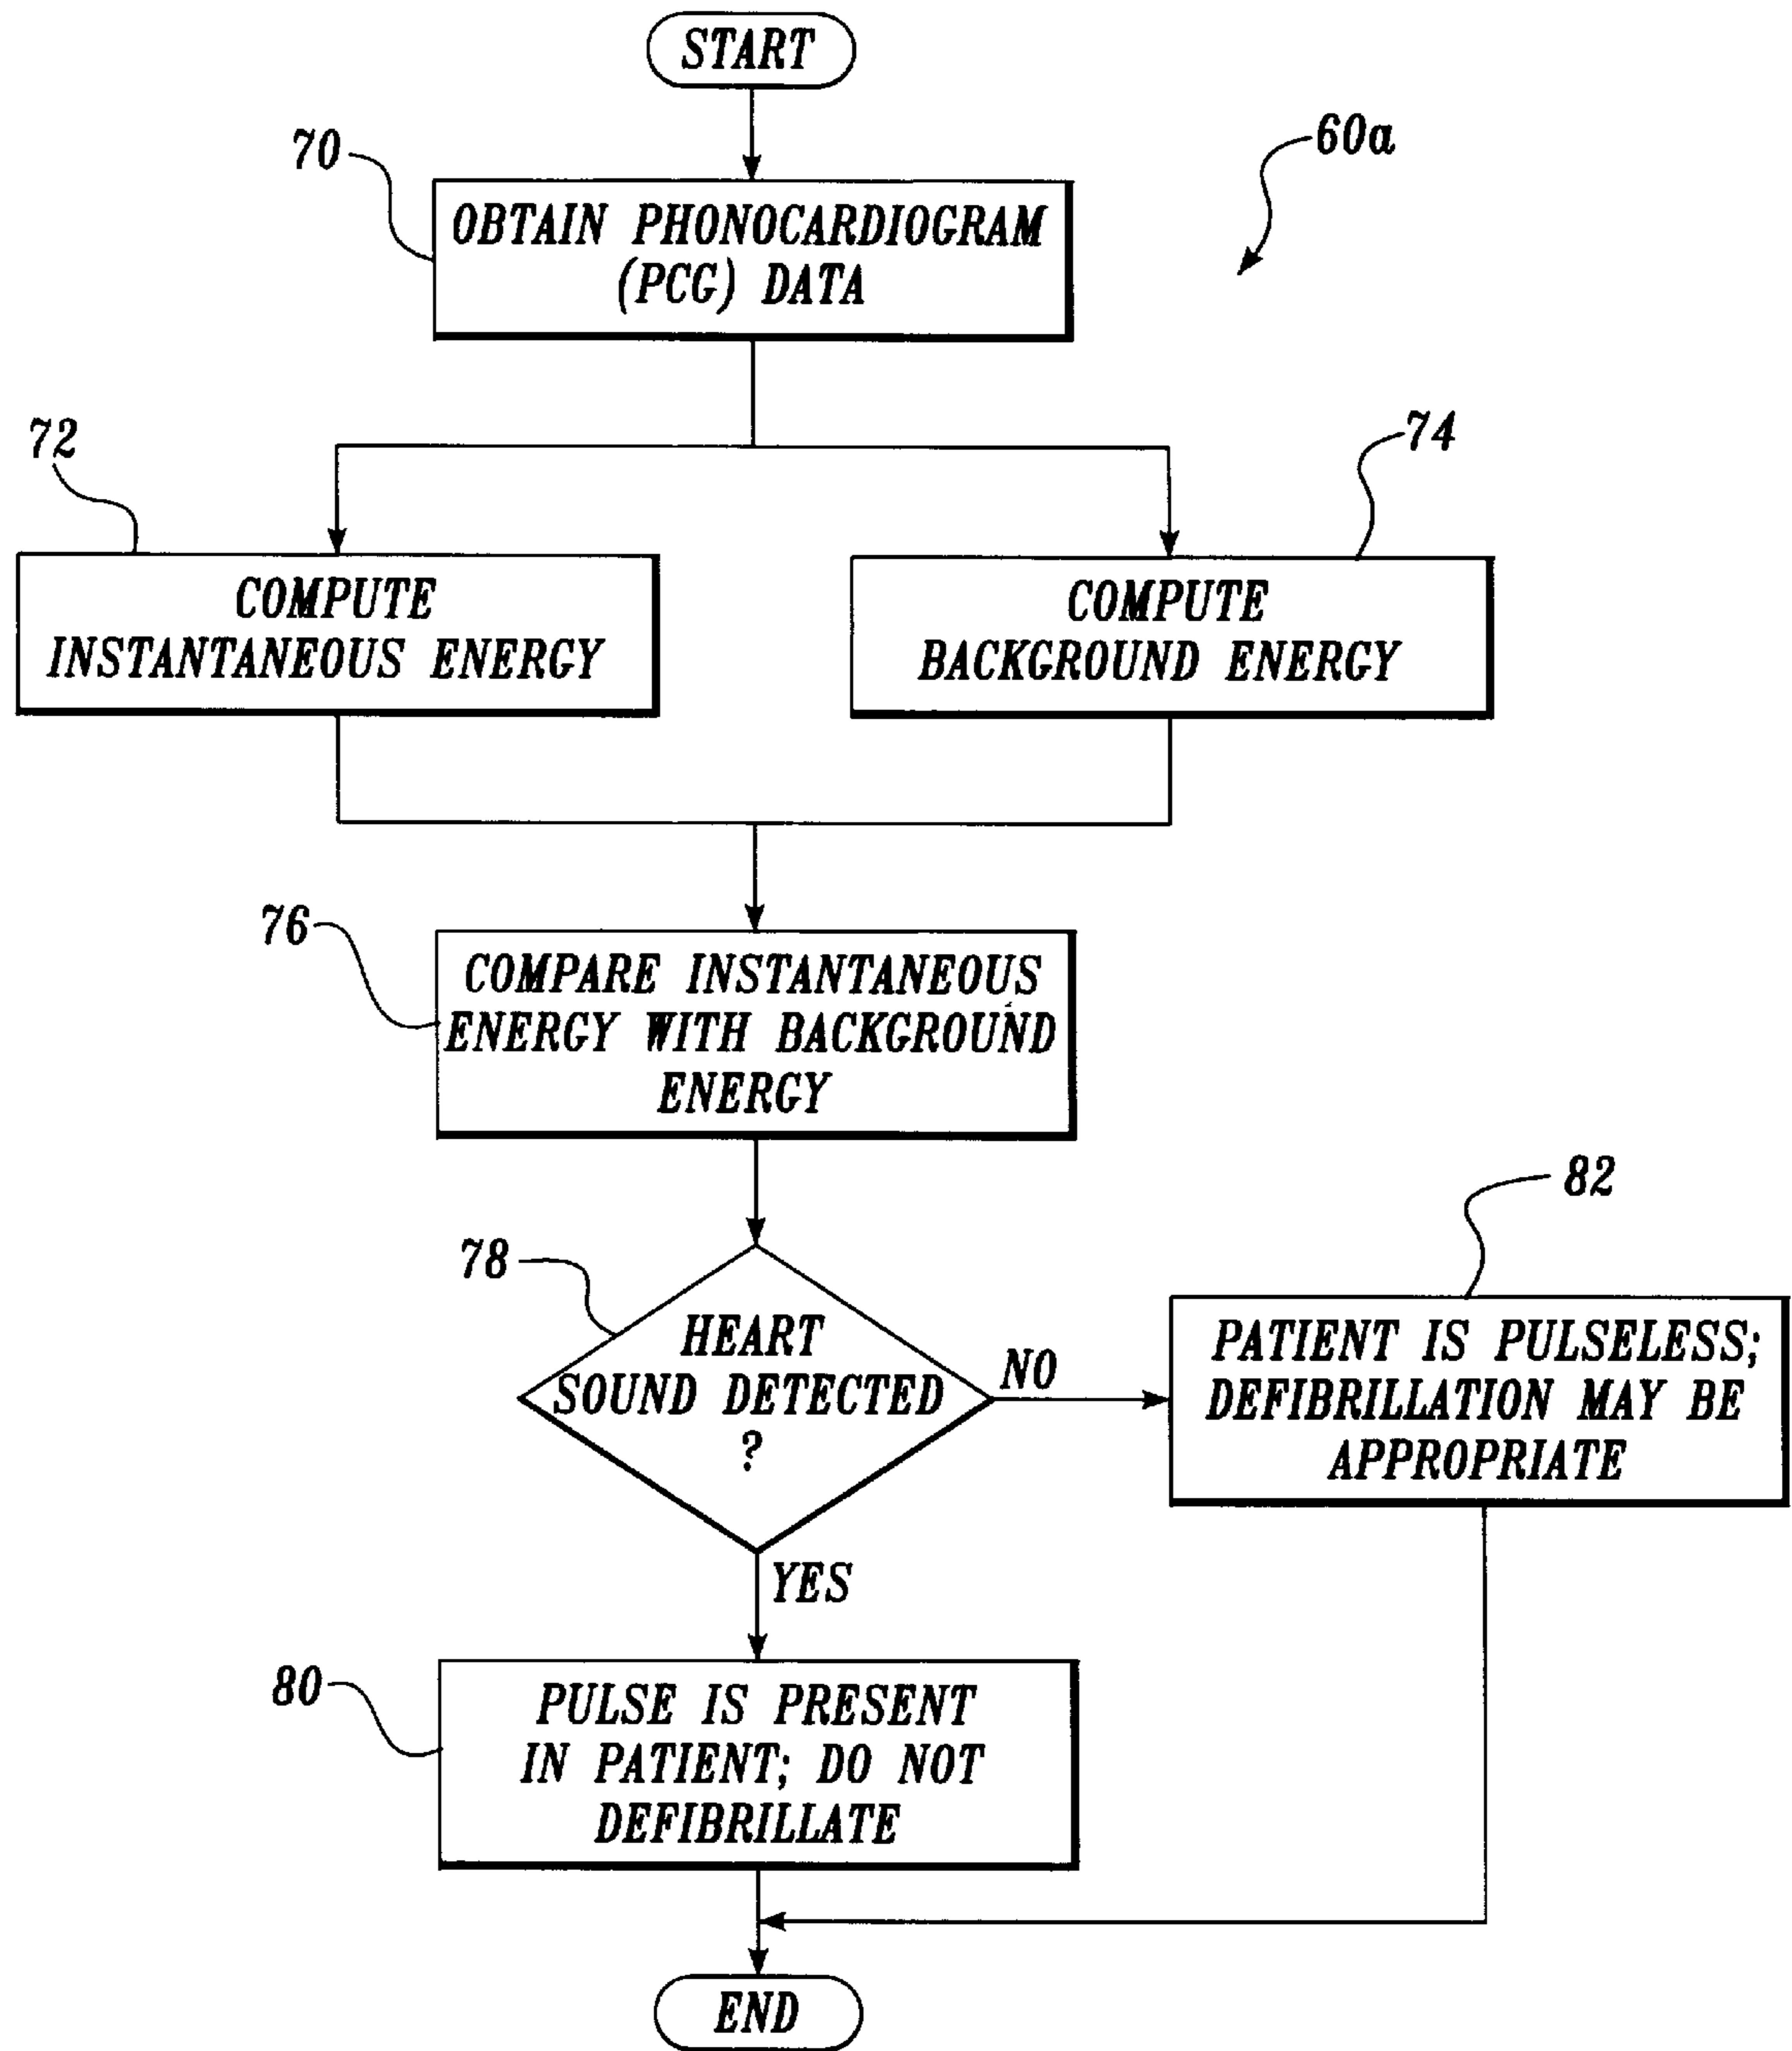 START
60a
70
OBTAIN PHONOCARDIOGRAM
(PCG) DATA
72
74
COMPUTE
INSTANTANEOUS ENERGY
COMPUTE
BACKGROUND ENERGY
76
COMPARE INSTANTANEOUS
ENERGY WITH BACKGROUND
ENERGY
78
HEART
SOUND DETECTED
?
NO
82
PATIENT IS PULSELESS;
DEFIBRILLATION MAY BE
APPROPRIATE
YES
80
PULSE IS PRESENT
IN PATIENT; DO NOT
DEFIBRILLATE
END